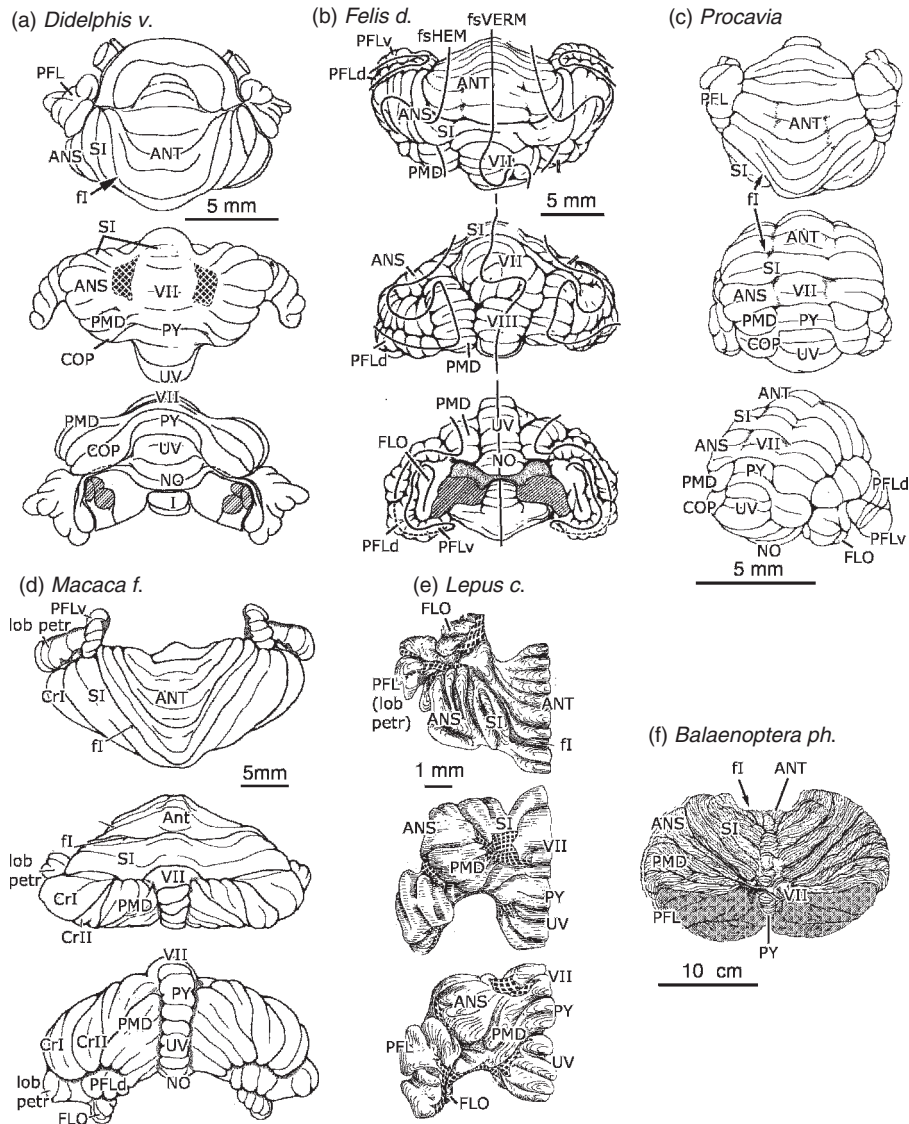 (a) Didelphis v.
PFL
ANS
SI
ANT
fI
5 mm
SI
ANS
VII
PMD
PY
COP
UV
VII
PMD
PY
COP
UV
NO
I
(b) Felis d.
fsVERM
fsHEM
PFLv
PFLd
ANT
ANS
SI
VII
PMD
5 mm
SI
ANS
VII
VIII
PFLd
PMD
PMD
UV
FLO
NO
PFLd
PFLv
(c) Procavia
PFL
ANT
SI
fI
ANT
SI
ANS
VII
PMD
PY
COP
UV
ANT
SI
ANS
VII
PY
PMD
PFLd
COP
UV
PFLv
NO
FLO
5 mm
(d) Macaca f.
PFLv
lob petr
CrI
SI
ANT
fI
5mm
Ant
fI
SI
lob
petr
VII
CrI
PMD
CrII
VII
PY
PMD
CrI
CrII
UV
lob
petr
PFLd
NO
FLO
(e) Lepus c.
FLO
PFL
(lob
petr)
ANT
ANS
SI
fI
1 mm
ANS
SI
VII
PMD
PY
UV
VII
ANS
PY
PMD
PFL
UV
FLO
(f) Balaenoptera ph.
fI
ANT
ANS
SI
PMD
VII
PFL
PY
10 cm